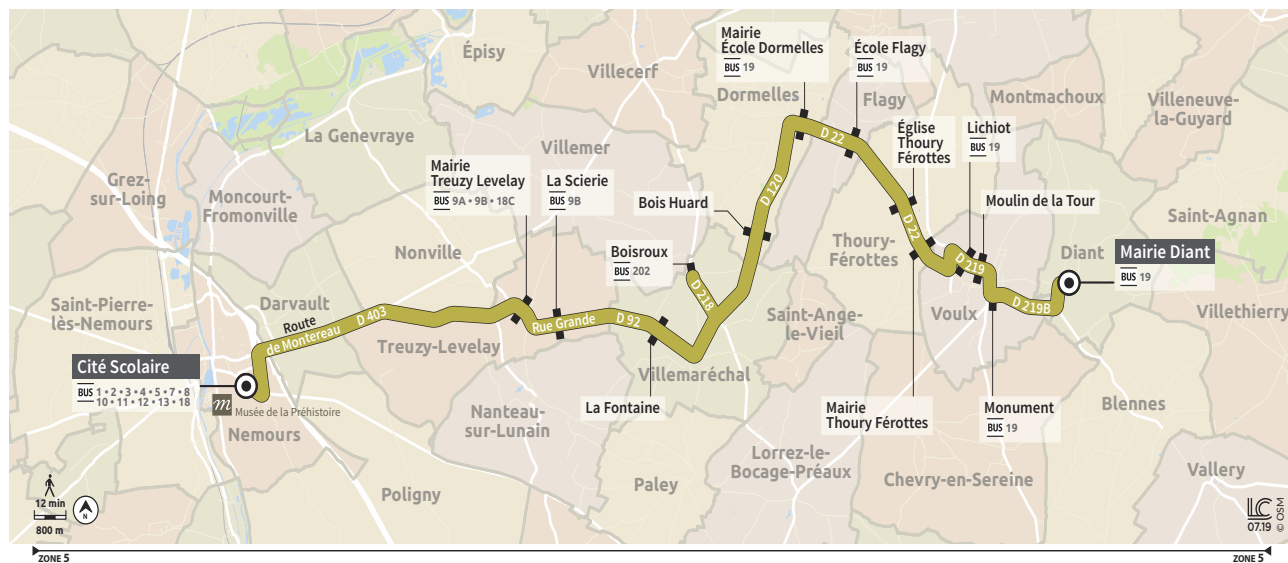 Épisy
Villecerf
Mairie
École Dormelles
BUS 19
École Flagy
BUS 19
Dormelles
Flagy
Montmachoux
Villeneuve-
la-Guyard
La Genevraye
Villemer
Église
Thoury
Férottes
Lichiot
BUS 19
Grez-
sur-Loing
Moncourt-
Fromonville
Mairie
Treuzy Levelay
BUS 9A • 9B • 18C
La Scierie
BUS 9B
Bois Huard
Moulin de la Tour
Saint-Agnan
Nonville
Boisroux
BUS 202
Thoury-
Férottes
Diant
Mairie Diant
BUS 19
D 22
D 120
D 22
D 219
D 219B
D 218
Saint-Pierre-
lès-Nemours
Darvault
Route
de Montereau
D 403
Rue Grande
D 92
Treuzy-Levelay
Saint-Ange-
le-Vieil
Voulx
Villethierry
Cité Scolaire
BUS 1 • 2 • 3 • 4 • 5 • 7 • 8
10 • 11 • 12 • 13 • 18
m
Musée de la Préhistoire
Nemours
Villemaréchal
La Fontaine
Nanteau-
sur-Lunain
Mairie
Thoury Férottes
Monument
BUS 19
Blennes
Lorrez-le-
Bocage-Préaux
Chevry-en-Sereine
Vallery
Paley
Poligny
12 min
800 m
N
LC
07.19
© OSM
ZONE 5
ZONE 5